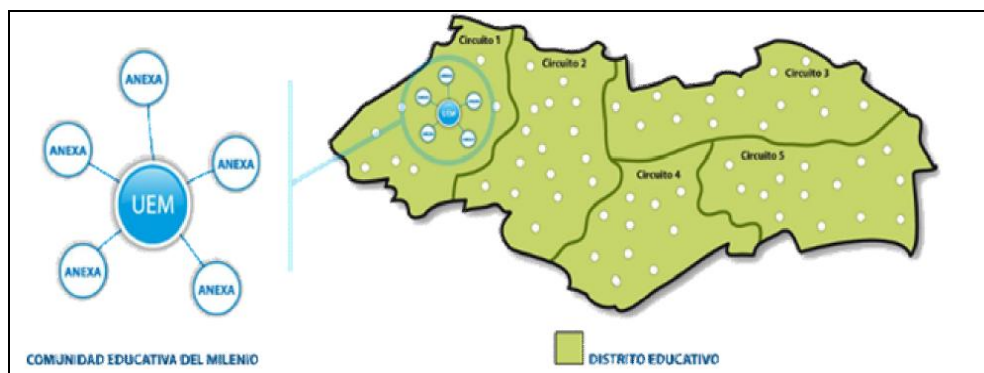 ANEXA
ANEXA
ANEXA
ANEXA
ANEXA
UEM
COMUNIDAD EDUCATIVA DEL MILENIO
Circuito 1
Circuito 2
Circuito 3
Circuito 4
Circuito 5
UEM
DISTRITO EDUCATIVO